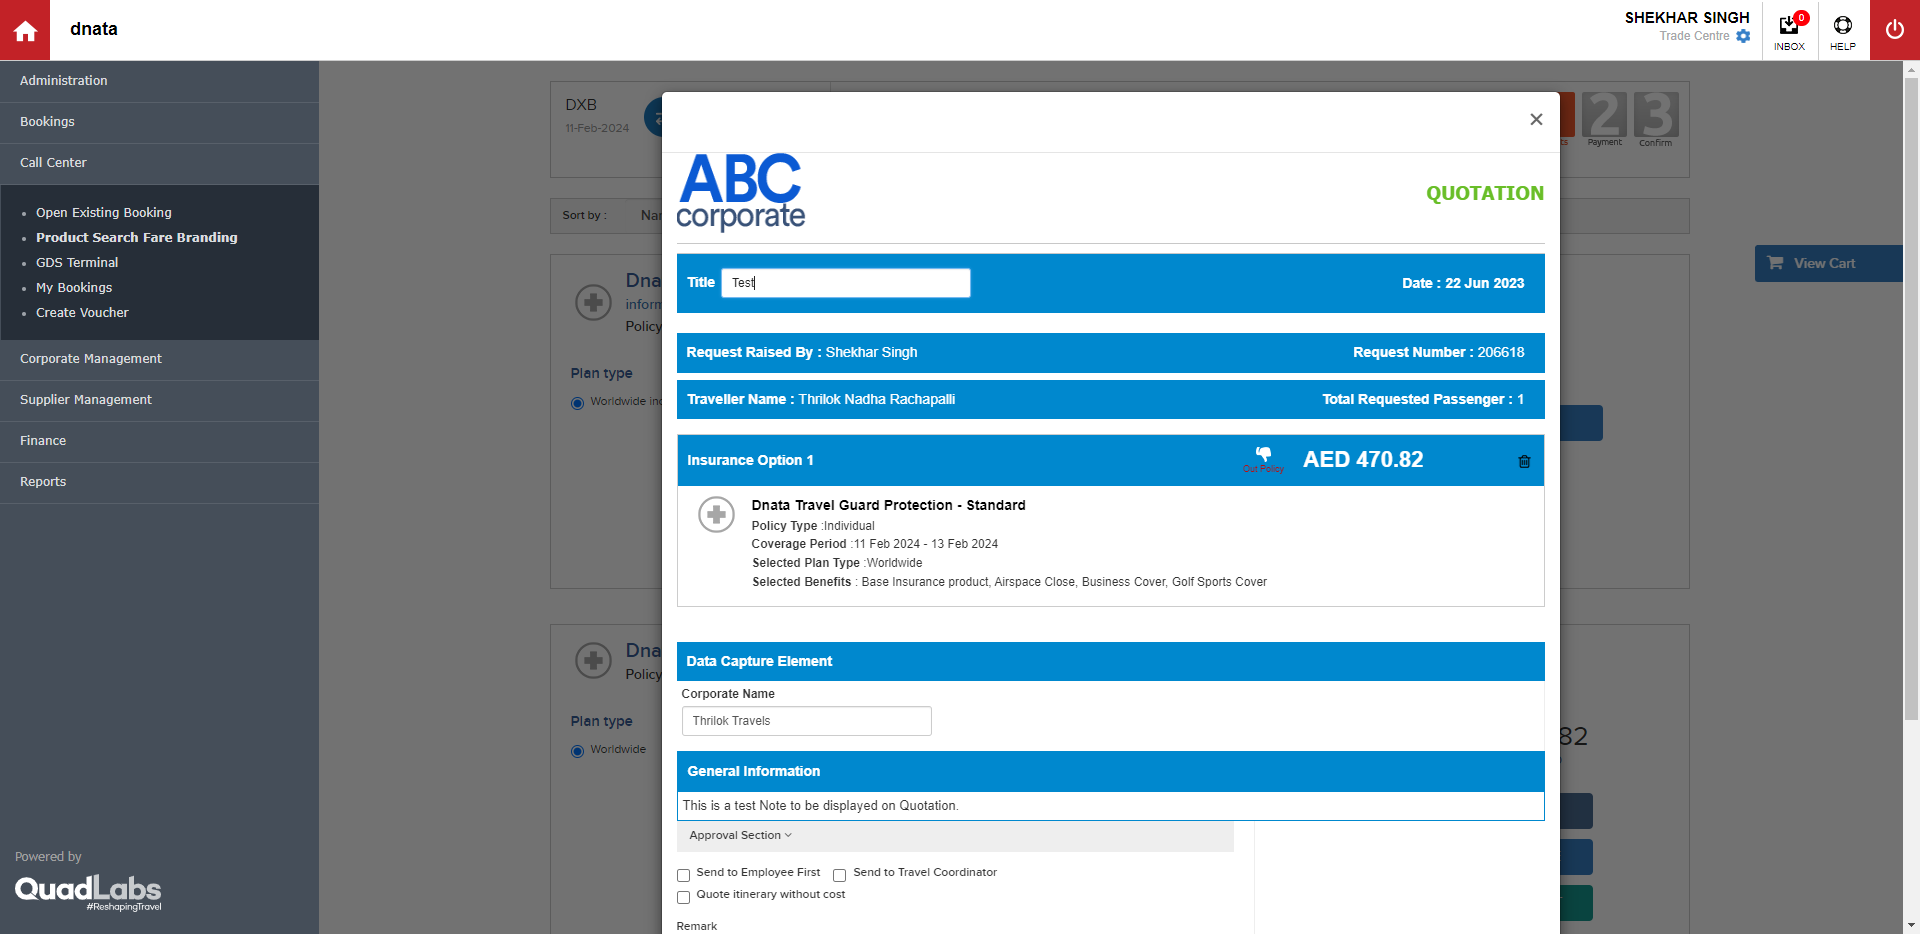 dnata
SHEKHAR SINGH
Trade Centre
0
INBOX
HELP
Administration
Bookings
Call Center
Open Existing Booking
Product Search Fare Branding
GDS Terminal
My Bookings
Create Voucher
Corporate Management
Supplier Management
Finance
Reports
Powered by
QuadLabs
#ReshapingTravel
DXB
11-Feb-2024
2
3
Payment
Confirm
Sort by :
View Cart
Plan type
Worldwide
Policy
Plan type
Policy
Worldwide
82
ABC
corporate
QUOTATION
Title Test
Date : 22 Jun 2023
Request Raised By : Shekhar Singh
Request Number : 206618
Traveller Name : Thrilok Nadha Rachapalli
Total Requested Passenger : 1
Insurance Option 1
Out Policy
AED 470.82
Dnata Travel Guard Protection - Standard
Policy Type :Individual
Coverage Period :11 Feb 2024 - 13 Feb 2024
Selected Plan Type :Worldwide
Selected Benefits : Base Insurance product, Airspace Close, Business Cover, Golf Sports Cover
Data Capture Element
Corporate Name
Thrilok Travels
General Information
This is a test Note to be displayed on Quotation.
Approval Section
Send to Employee First
Send to Travel Coordinator
Quote itinerary without cost
Remark